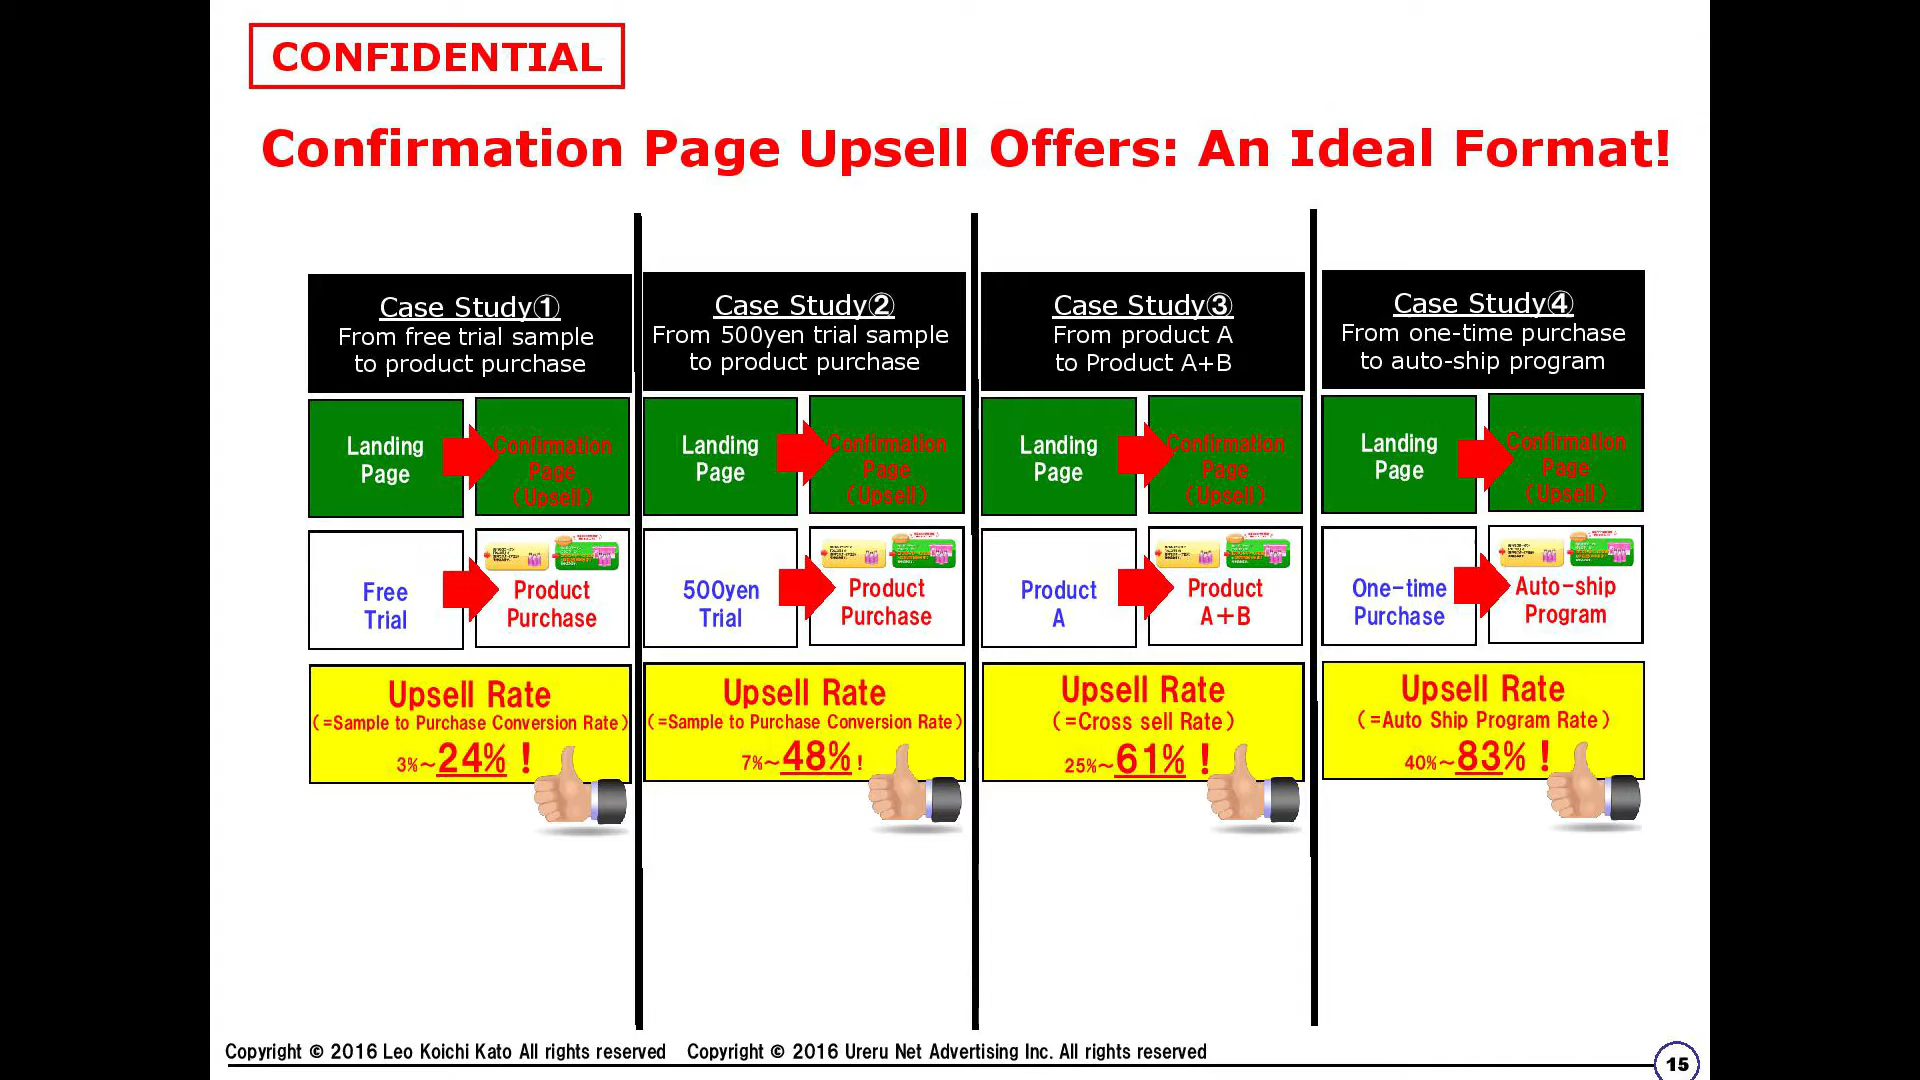 CONFIDENTIAL
Confirmation Page Upsell Offers: An Ideal Format!
Case Study①
From free trial sample
to product purchase
Landing
Page
Confirmation
Page
(Upsell)
Free
Trial
Product
Purchase
Upsell Rate
(=Sample to Purchase Conversion Rate)
3%~24% !
Case Study②
From 500yen trial sample
to product purchase
Landing
Page
Confirmation
Page
(Upsell)
500yen
Trial
Product
Purchase
Upsell Rate
(=Sample to Purchase Conversion Rate)
7%~48% !
Case Study③
From product A
to Product A+B
Landing
Page
Confirmation
Page
(Upsell)
Product
A
Product
A+B
Upsell Rate
(=Cross sell Rate)
25%~61% !
Case Study④
From one-time purchase
to auto-ship program
Landing
Page
Confirmation
Page
(Upsell)
One-time
Purchase
Auto-ship
Program
Upsell Rate
(=Auto Ship Program Rate)
40%~83% !
Copyright © 2016 Leo Koichi Kato All rights reserved Copyright © 2016 Ureru Net Advertising Inc. All rights reserved
15